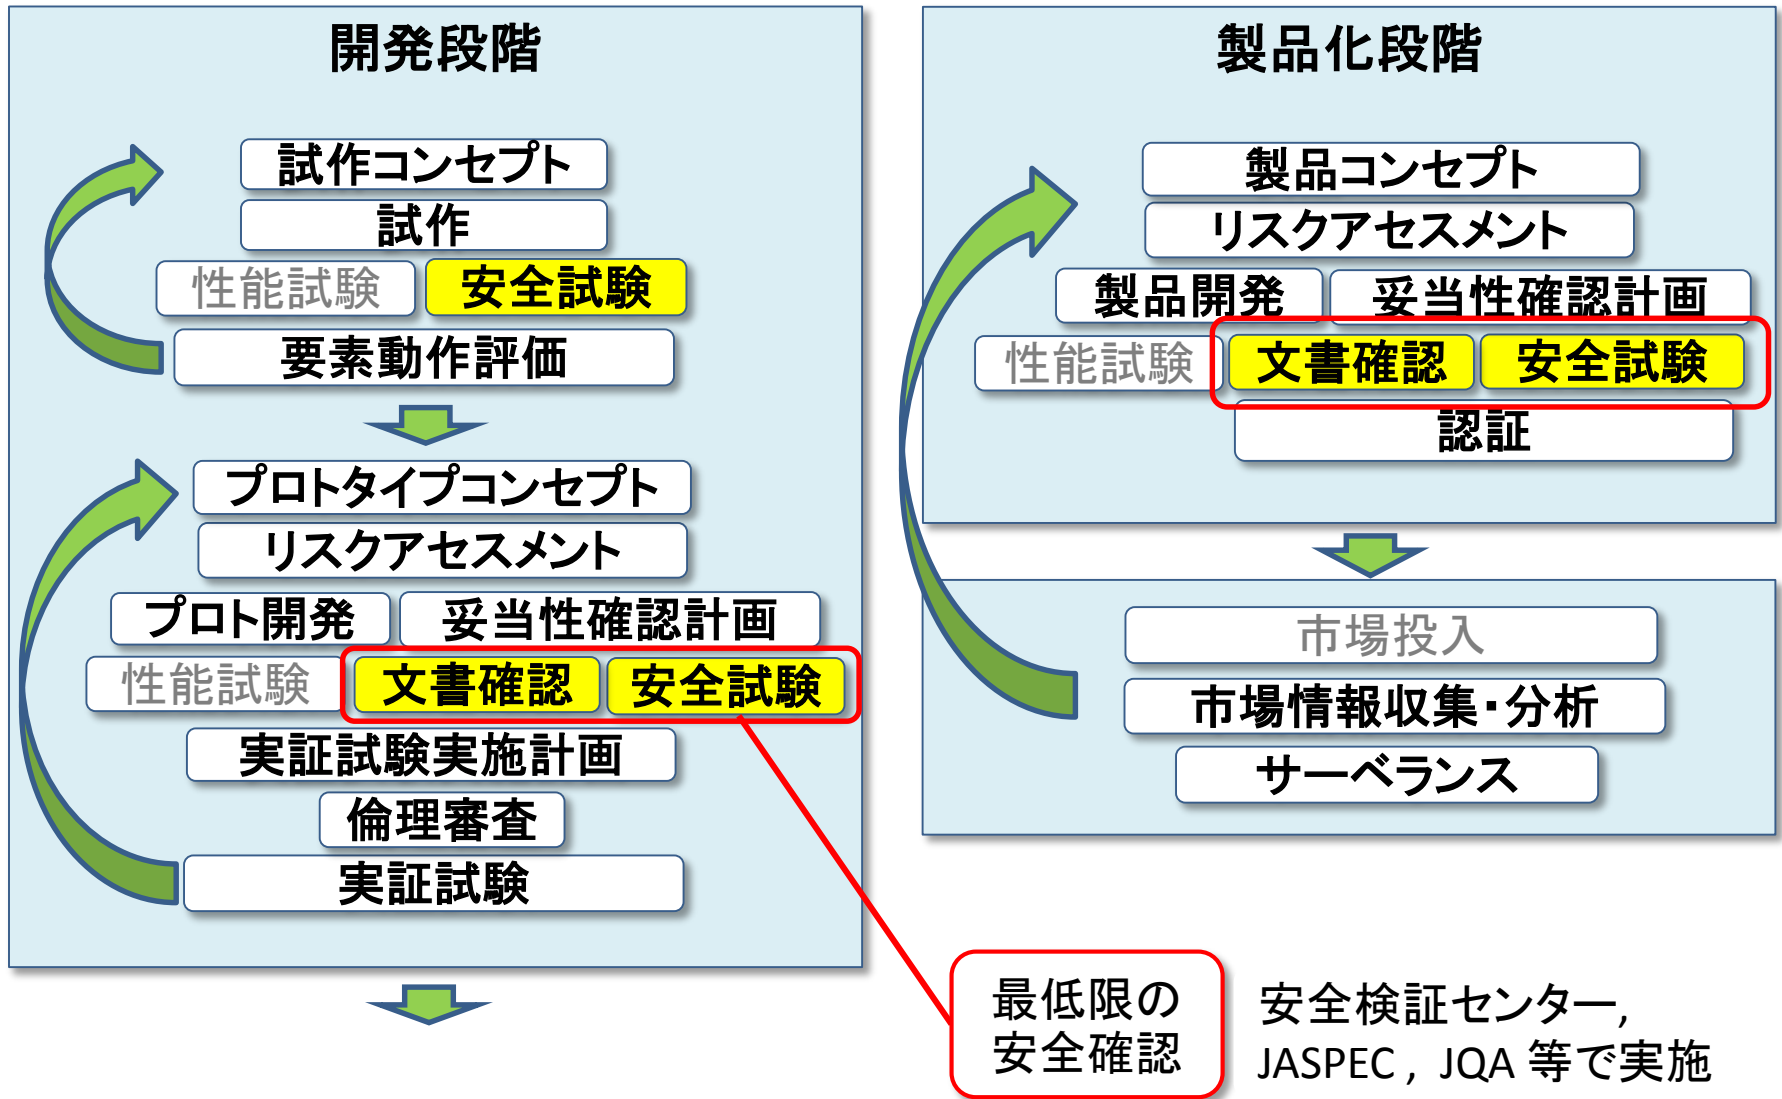 開発段階
試作コンセプト
試作
性能試験 安全試験
要素動作評価
プロトタイプコンセプト
リスクアセスメント
プロト開発 妥当性確認計画
性能試験 文書確認 安全試験
実証試験実施計画
倫理審査
実証試験
製品化段階
製品コンセプト
リスクアセスメント
製品開発 妥当性確認計画
性能試験 文書確認 安全試験
認証
市場投入
市場情報収集・分析
サーベランス
最低限の
安全確認
安全検証センター,
JASPEC , JQA 等で実施